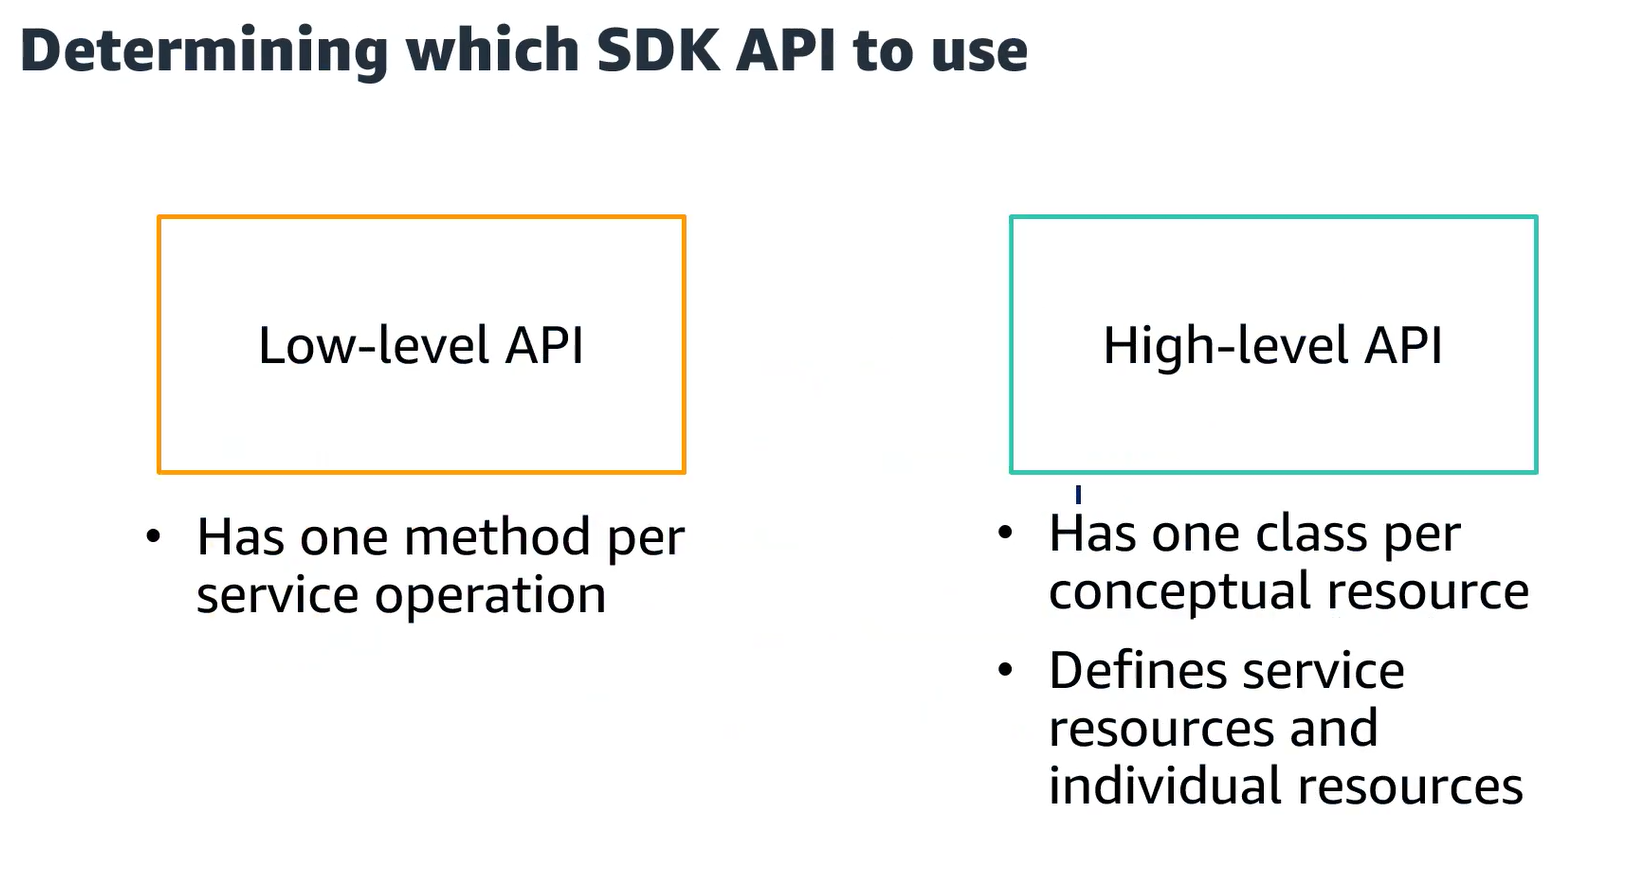 Determining which SDK API to use
Low-level API
• Has one method per
service operation
High-level API
• Has one class per
conceptual resource
• Defines service
resources and
individual resources